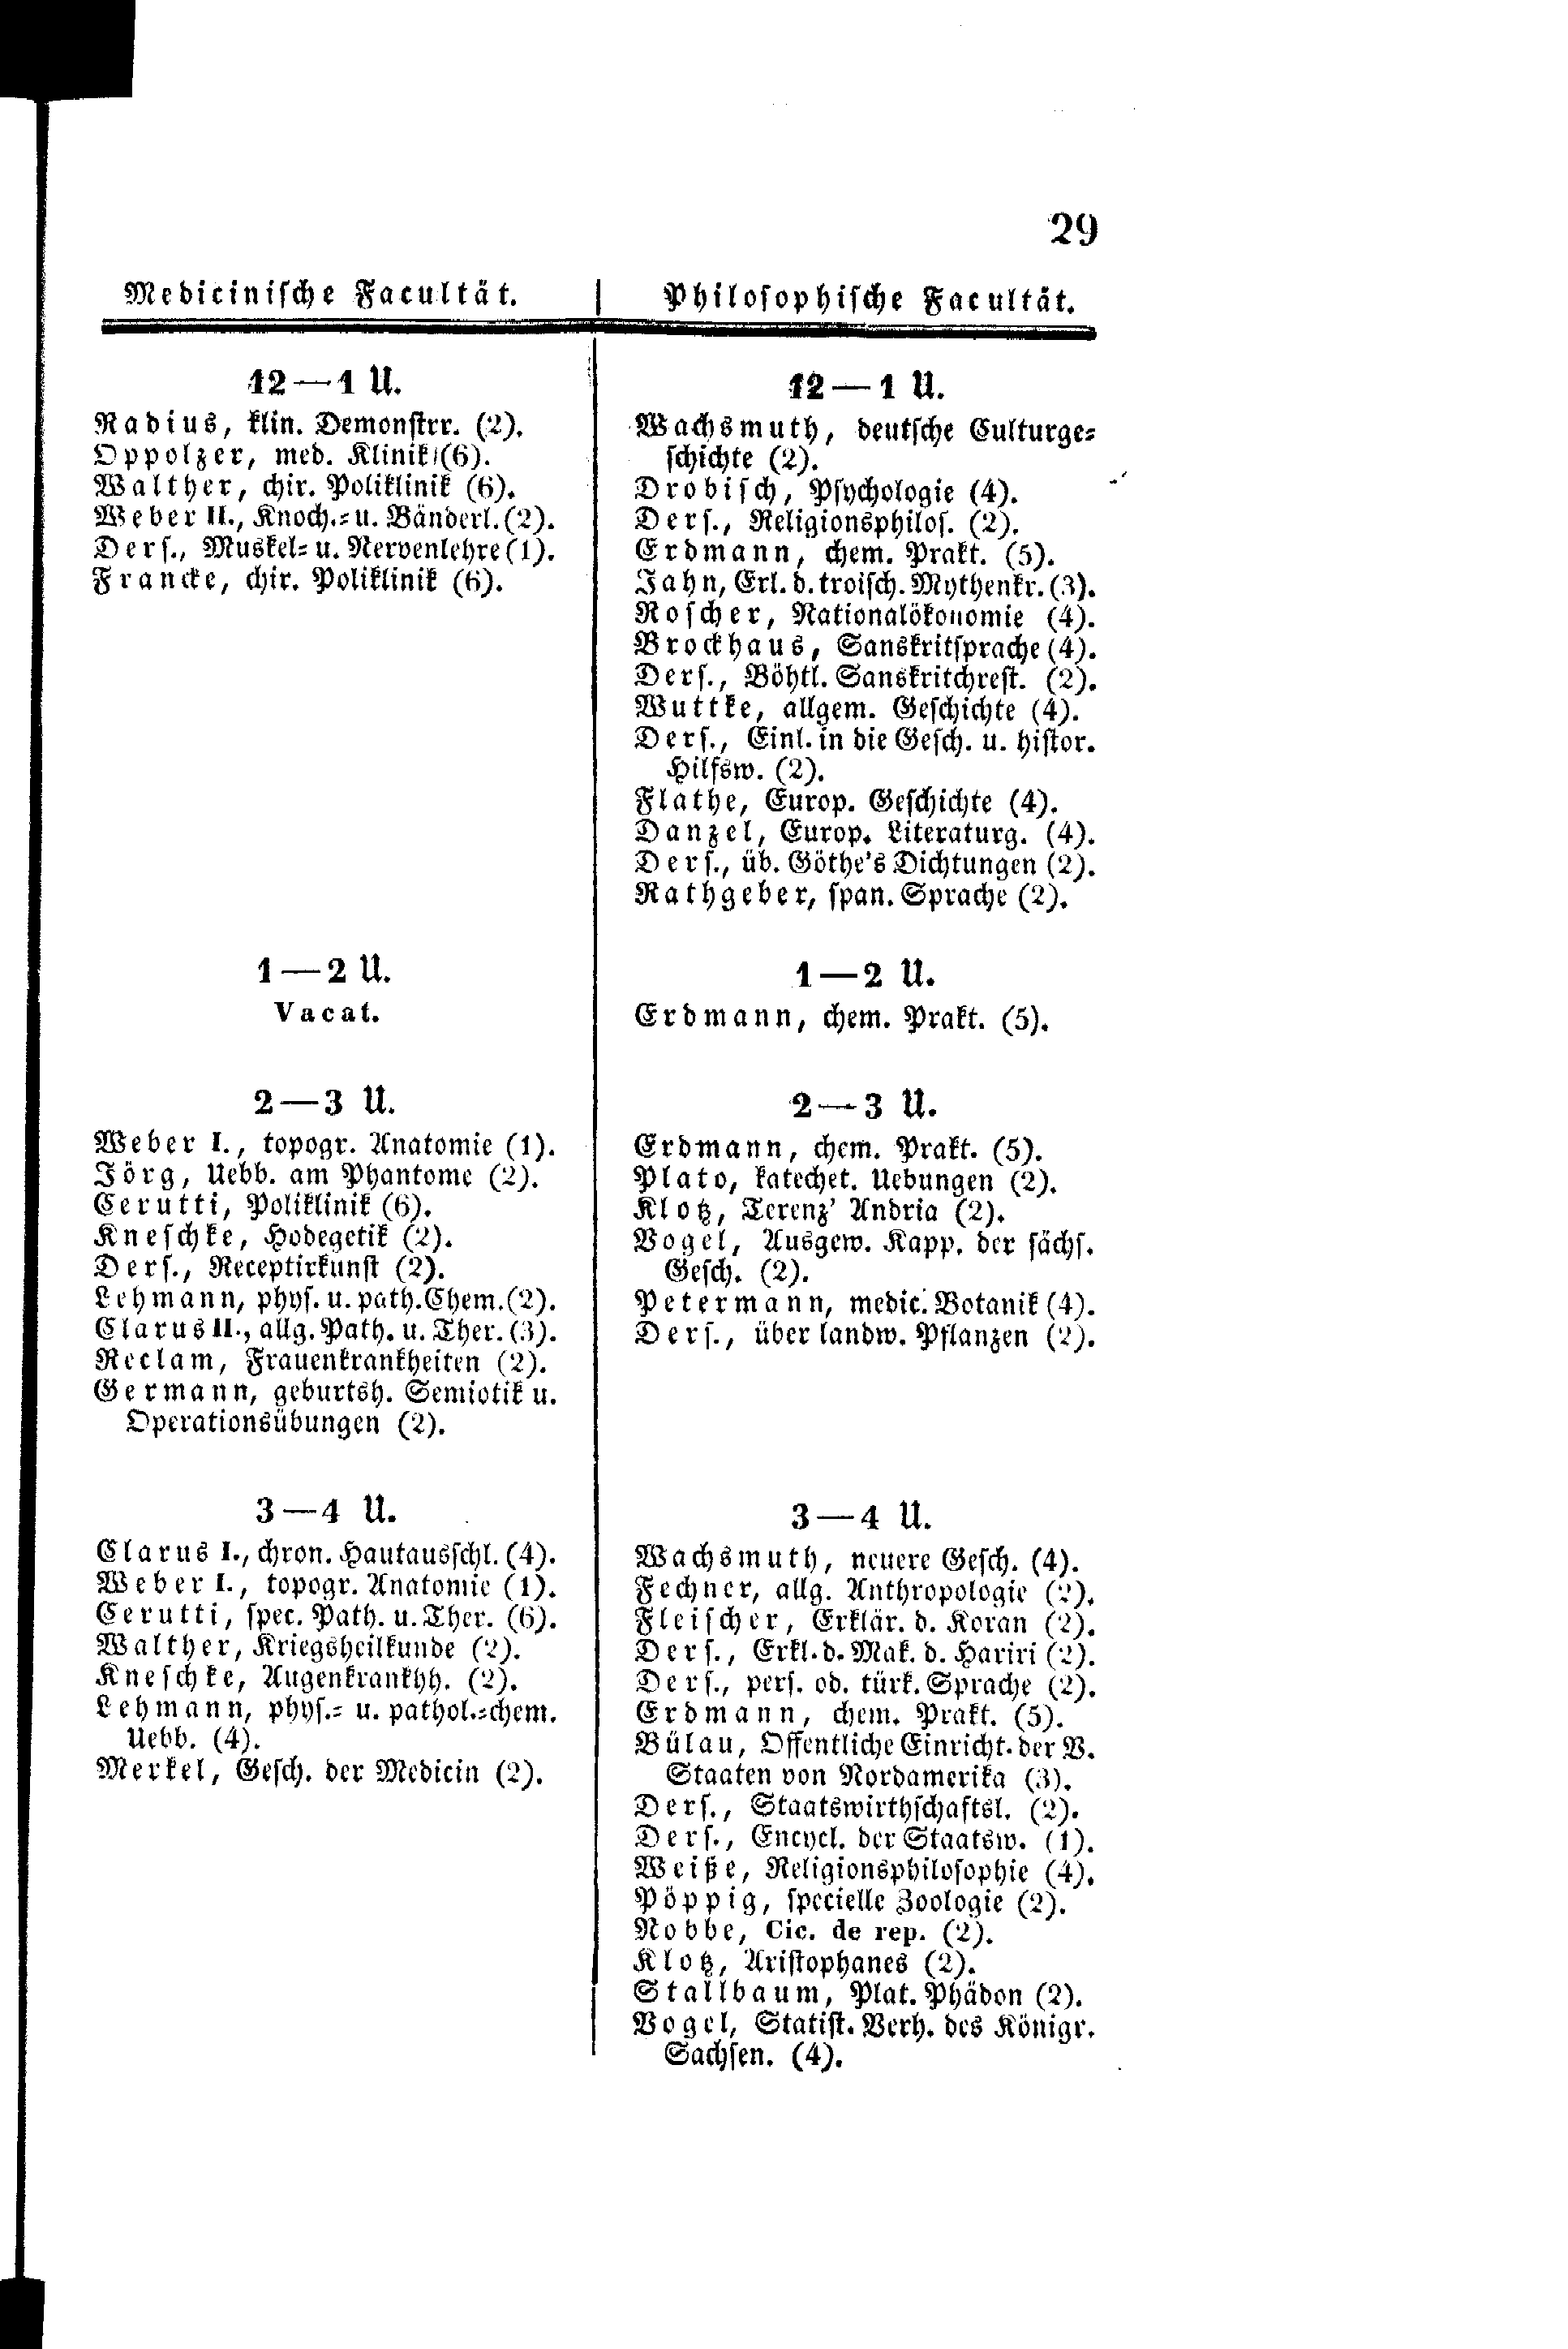 29
Medicinische Facultät.
12—1 U.
Radius, klin. Demonstrr. (2).
Oppolzer, med. Klinik (6).
Walther, chir. Poliklinik (6).
Weber II., Knoch.- u. Bänderl. (2).
Ders., Muskel- u. Nervenlehre (1).
Francke, chir. Poliklinik (6).
1—2 U.
Vacat.
2—3 U.
Weber I., topogr. Anatomie (1).
Jörg, Uebb. am Phantome (2).
Cerutti, Poliklinik (6).
Kneschke, Hodegetik (2).
Ders., Receptirkunst (2).
Lehmann, phys. u. path. Chem. (2).
Clarus II., allg. Path. u. Ther. (3).
Reclam, Frauenkrankheiten (2).
Germann, geburtsh. Semiotik u.
Operationsübungen (2).
3—4 U.
Clarus I., chron. Hautausschl. (4).
Weber I., topogr. Anatomie (1).
Cerutti, spec. Path. u. Ther. (6).
Walther, Kriegsheilkunde (2).
Kneschke, Augenkrankhh. (2).
Lehmann, phys.- u. pathol.-chem.
Uebb. (4).
Merkel, Gesch. der Medicin (2).
Philosophische Facultät.
12—1 U.
Wachsmuth, deutsche Culturge-
schichte (2).
Drobisch, Psychologie (4).
Ders., Religionsphilos. (2).
Erdmann, chem. Prakt. (5).
Jahn, Erl. d. troisch. Mythenkr. (3).
Roscher, Nationalökonomie (4).
Brockhaus, Sanskritsprache (4).
Ders., Böhtl. Sanskritchrest. (2).
Wuttke, allgem. Geschichte (4).
Ders., Einl. in die Gesch. u. histor.
Hilfsw. (2).
Flathe, Europ. Geschichte (4).
Danzel, Europ. Literaturg. (4).
Ders., üb. Göthe's Dichtungen (2).
Rathgeber, span. Sprache (2).
1—2 U.
Erdmann, chem. Prakt. (5).
2—3 U.
Erdmann, chem. Prakt. (5).
Plato, katechet. Uebungen (2).
Klotz, Terenz' Andria (2).
Vogel, Ausgew. Kapp. der sächs.
Gesch. (2).
Petermann, medic. Botanik (4).
Ders., über landw. Pflanzen (2).
3—4 U.
Wachsmuth, neuere Gesch. (4).
Fechner, allg. Anthropologie (2).
Fleischer, Erklär. d. Koran (2).
Ders., Erkl. d. Mak. d. Hariri (2).
Ders., pers. od. türk. Sprache (2).
Erdmann, chem. Prakt. (5).
Bülau, Offentliche Einricht. der V.
Staaten von Nordamerika (3).
Ders., Staatswirthschaftsl. (2).
Ders., Encycl. der Staatsw. (1).
Weiße, Religionsphilosophie (4).
Pöppig, specielle Zoologie (2).
Nobbe, Cic. de rep. (2).
Klotz, Aristophanes (2).
Stallbaum, Plat. Phädon (2).
Vogel, Statist. Verh. des Königr.
Sachsen. (4).